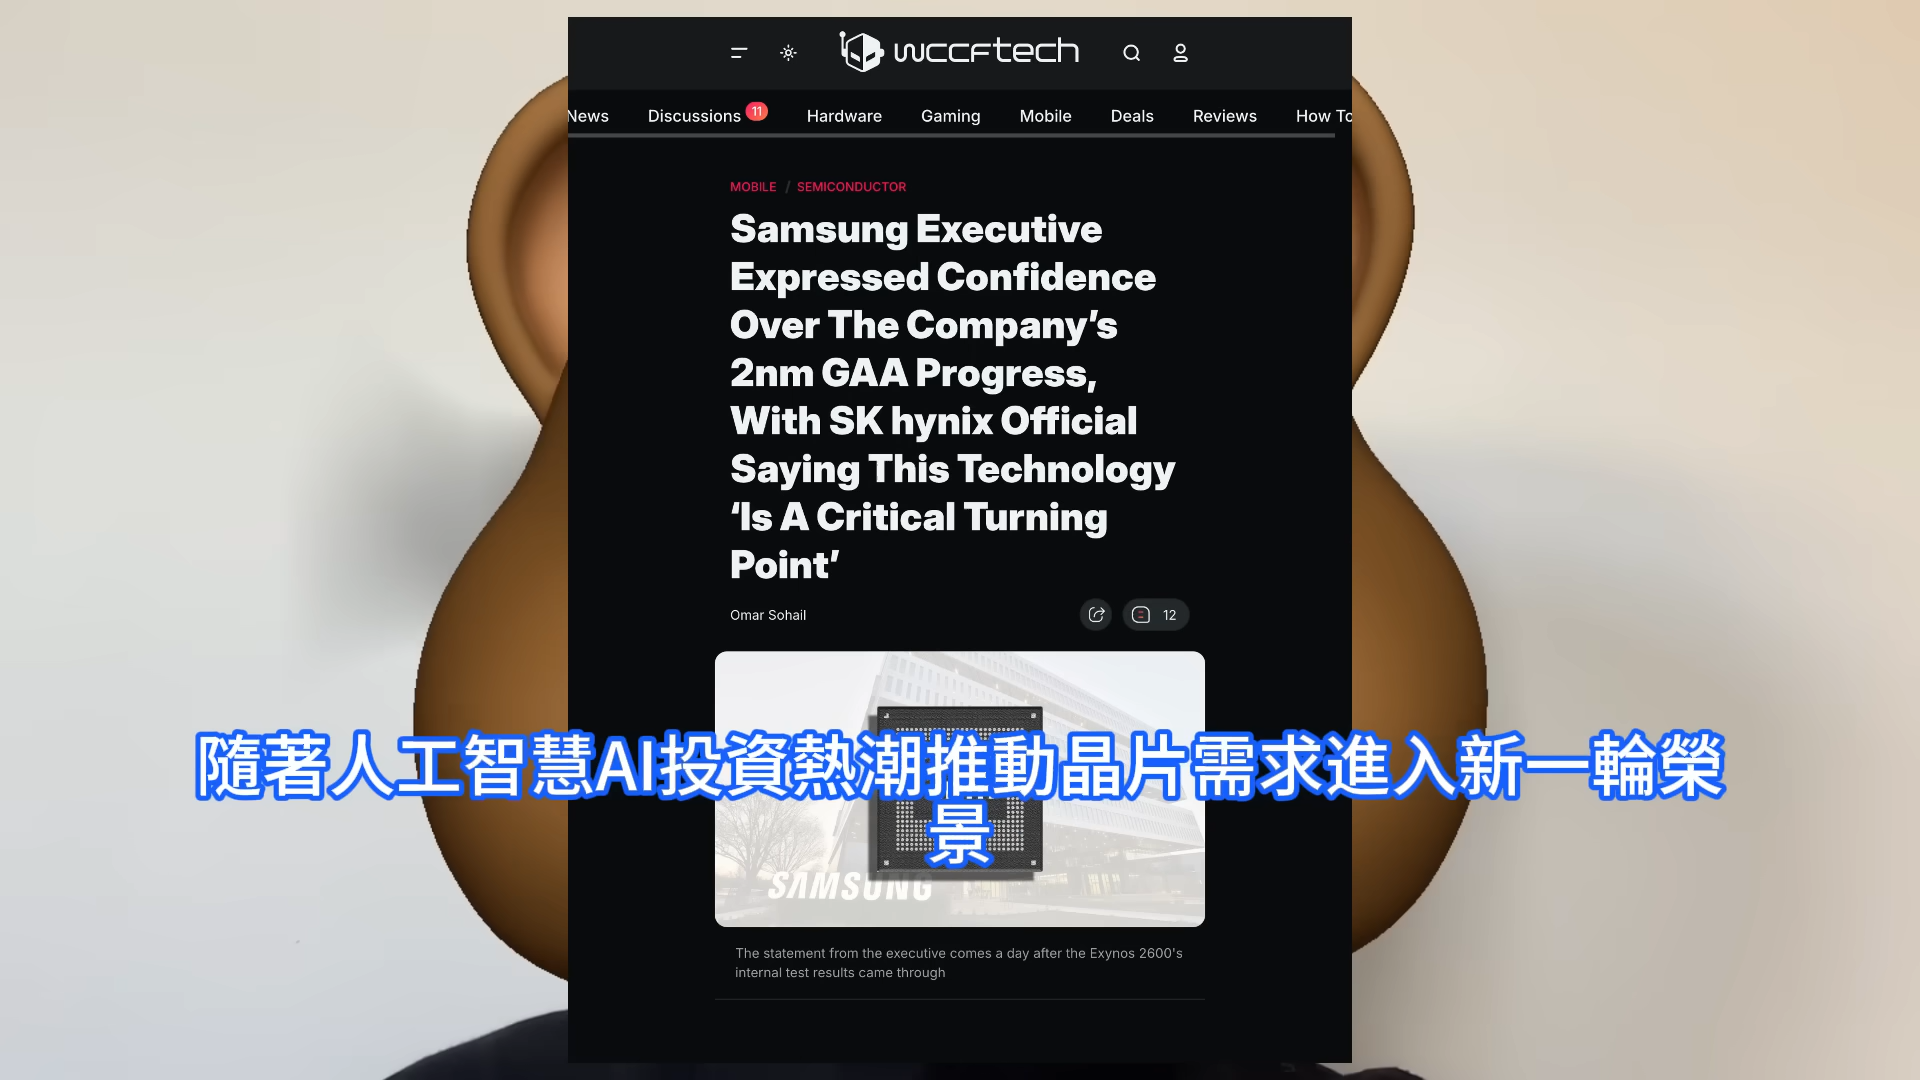 wccftech
News Discussions 11 Hardware Gaming Mobile Deals Reviews How To
MOBILE / SEMICONDUCTOR
Samsung Executive
Expressed Confidence
Over The Company’s
2nm GAA Progress,
With SK hynix Official
Saying This Technology
‘Is A Critical Turning
Point’
Omar Sohail 12
隨著人工智慧AI投資熱潮推動晶片需求進入新一輪榮
景
SAMSUNG
The statement from the executive comes a day after the Exynos 2600's
internal test results came through